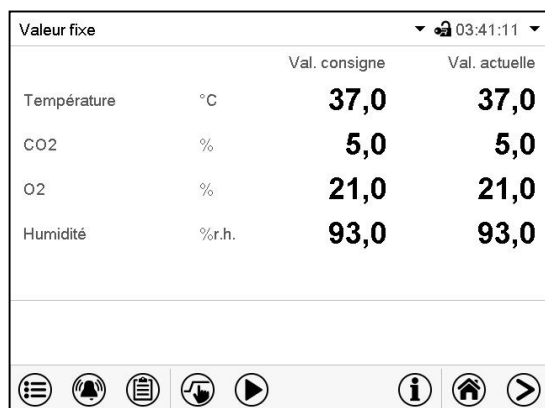 Valeur fixe 03:41:11
Val. consigne Val. actuelle
Température °C 37,0 37,0
CO2 % 5,0 5,0
O2 % 21,0 21,0
Humidité %r.h. 93,0 93,0